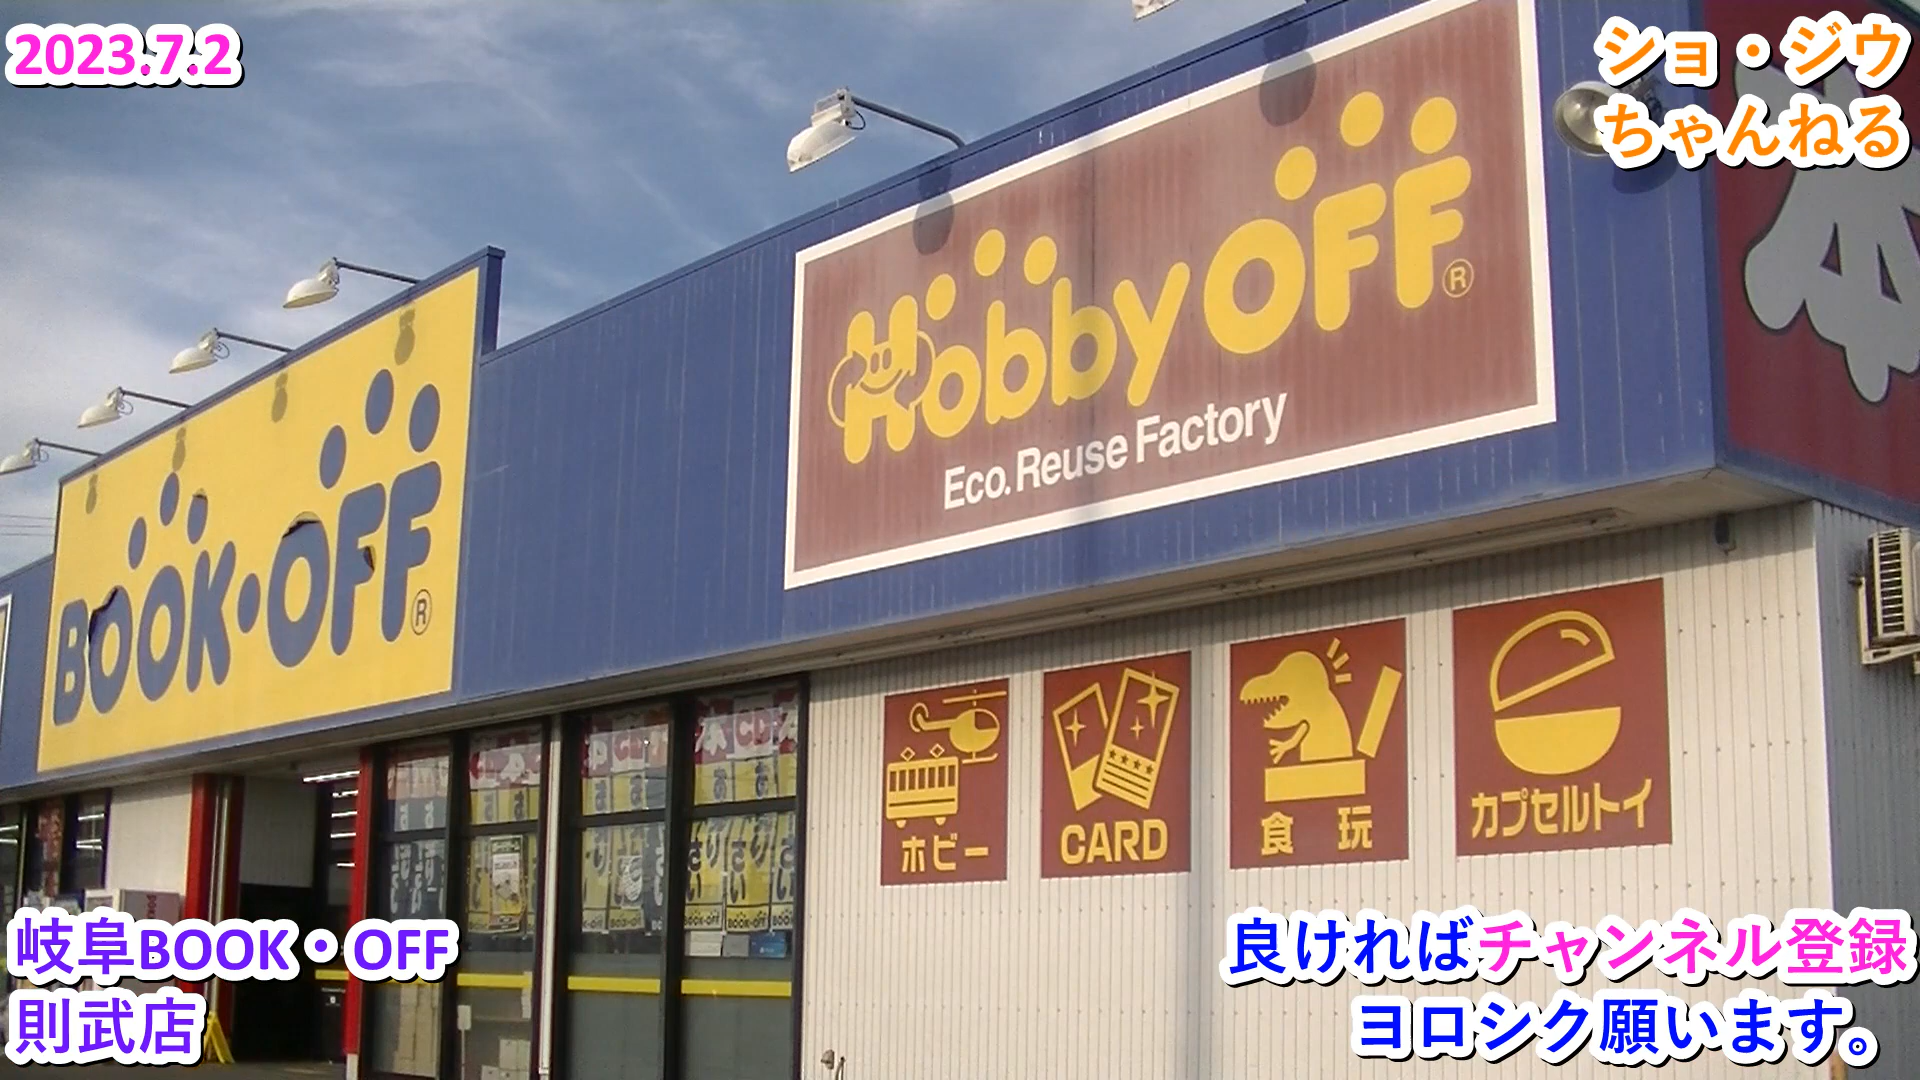 2023.7.2
ショ・ジウ
ちゃんねる
Hobby OFF®
Eco. Reuse Factory
BOOK・OFF®
本
ホビー
CARD
食玩
カプセルトイ
岐阜BOOK・OFF
則武店
良ければチャンネル登録
ヨロシク願います。